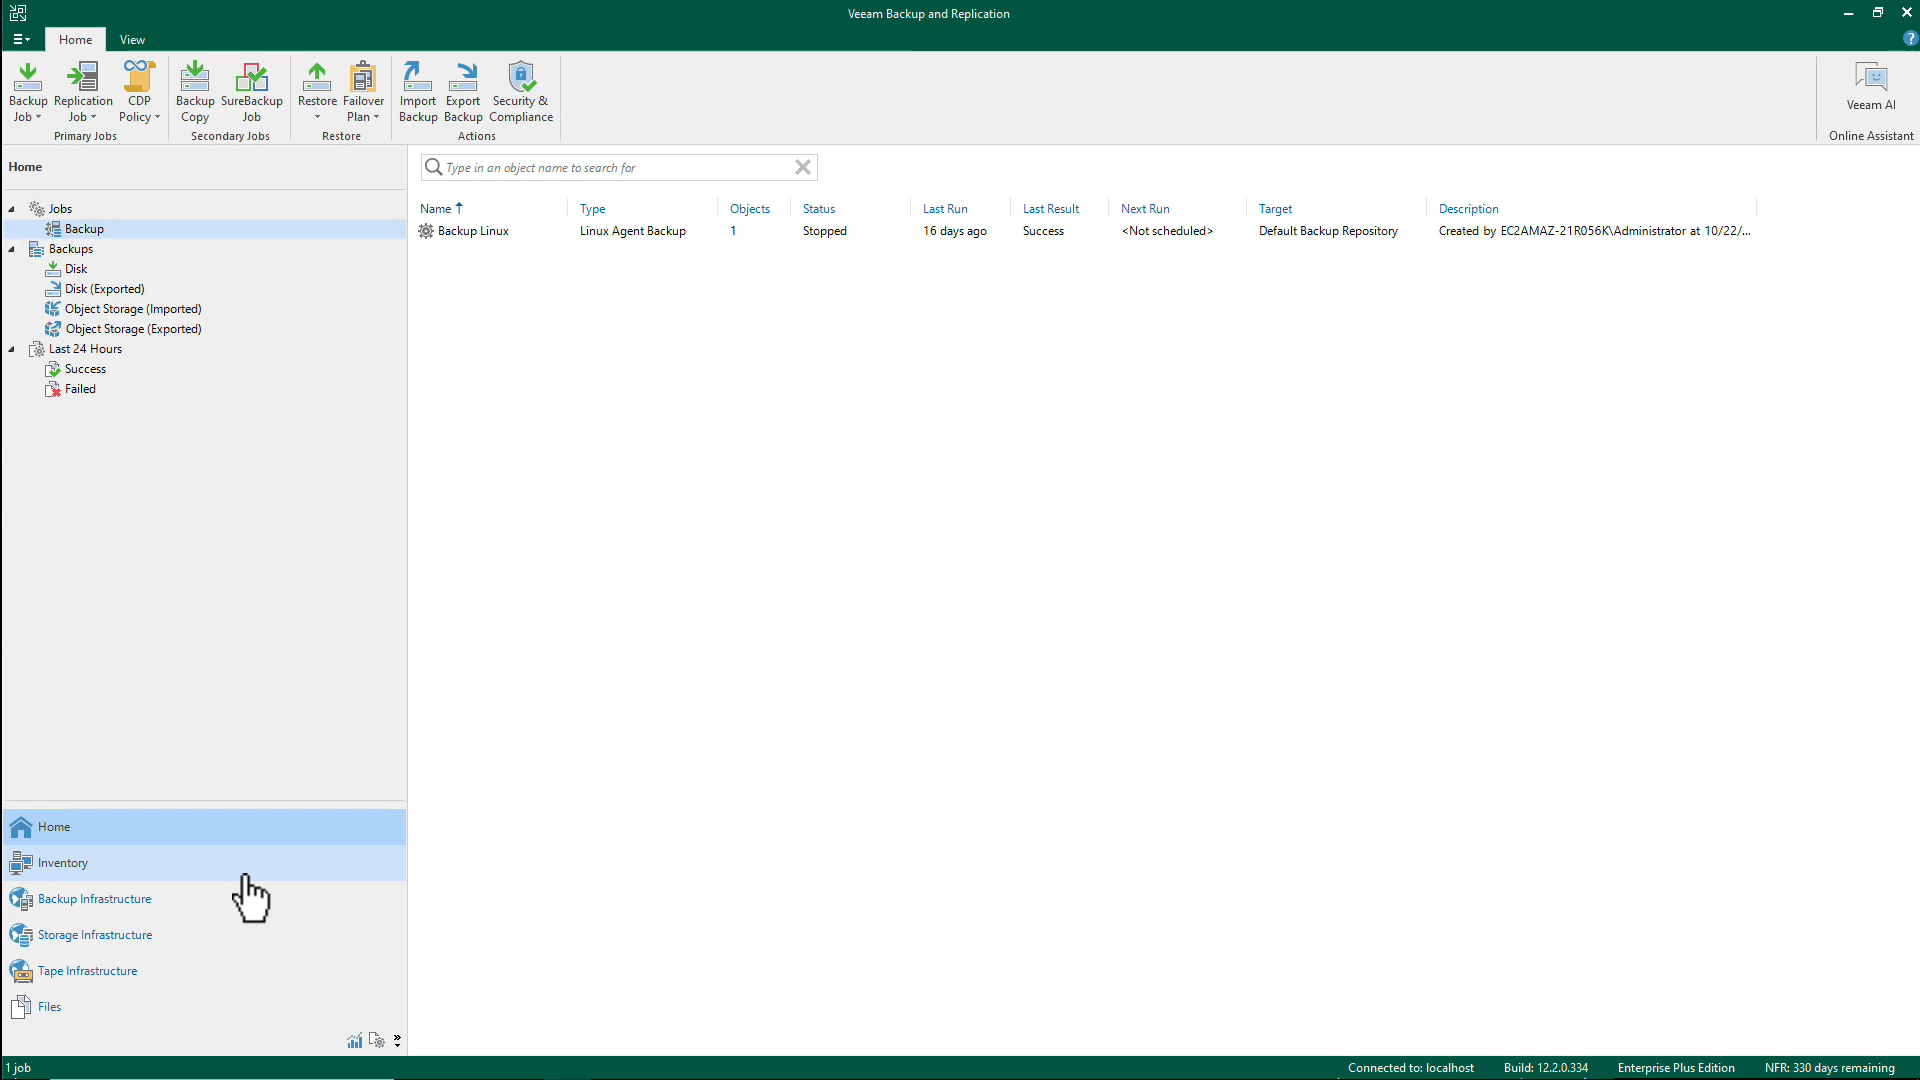 Veeam Backup and Replication
Home View
Backup Job
Replication Job
CDP Policy
Primary Jobs
Backup Copy
SureBackup Job
Secondary Jobs
Restore
Failover Plan
Restore
Import Backup
Export Backup
Security & Compliance
Actions
Veeam AI
Online Assistant
Home
Type in an object name to search for
Jobs
Backup
Backups
Disk
Disk (Exported)
Object Storage (Imported)
Object Storage (Exported)
Last 24 Hours
Success
Failed
Name Type Objects Status Last Run Last Result Next Run Target Description
Backup Linux Linux Agent Backup 1 Stopped 16 days ago Success <Not scheduled> Default Backup Repository Created by EC2AMAZ-21R056K\Administrator at 10/22/...
Home
Inventory
Backup Infrastructure
Storage Infrastructure
Tape Infrastructure
Files
1 job Connected to: localhost Build: 12.2.0.334 Enterprise Plus Edition NFR: 330 days remaining